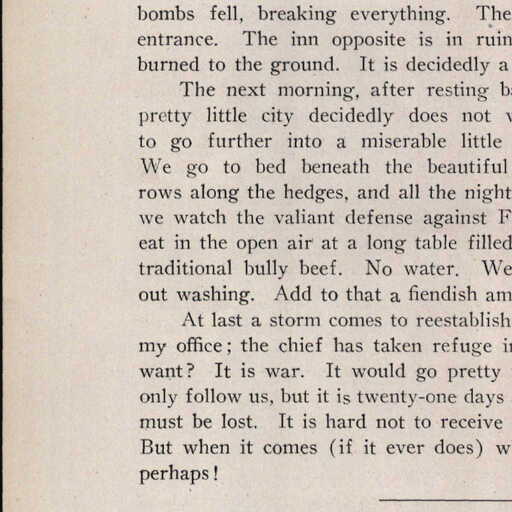 bombs fell, breaking everything. The
entrance. The inn opposite is in ruin
burned to the ground. It is decidedly a
The next morning, after resting b
pretty little city decidedly does not
to go further into a miserable little
We go to bed beneath the beautiful
rows along the hedges, and all the night
we watch the valiant defense against F
eat in the open air at a long table filled
traditional bully beef. No water. We
out washing. Add to that a fiendish am
At last a storm comes to reestablish
my office; the chief has taken refuge i
want? It is war. It would go pretty
only follow us, but it is twenty-one days
must be lost. It is hard not to receive
But when it comes (if it ever does) w
perhaps!